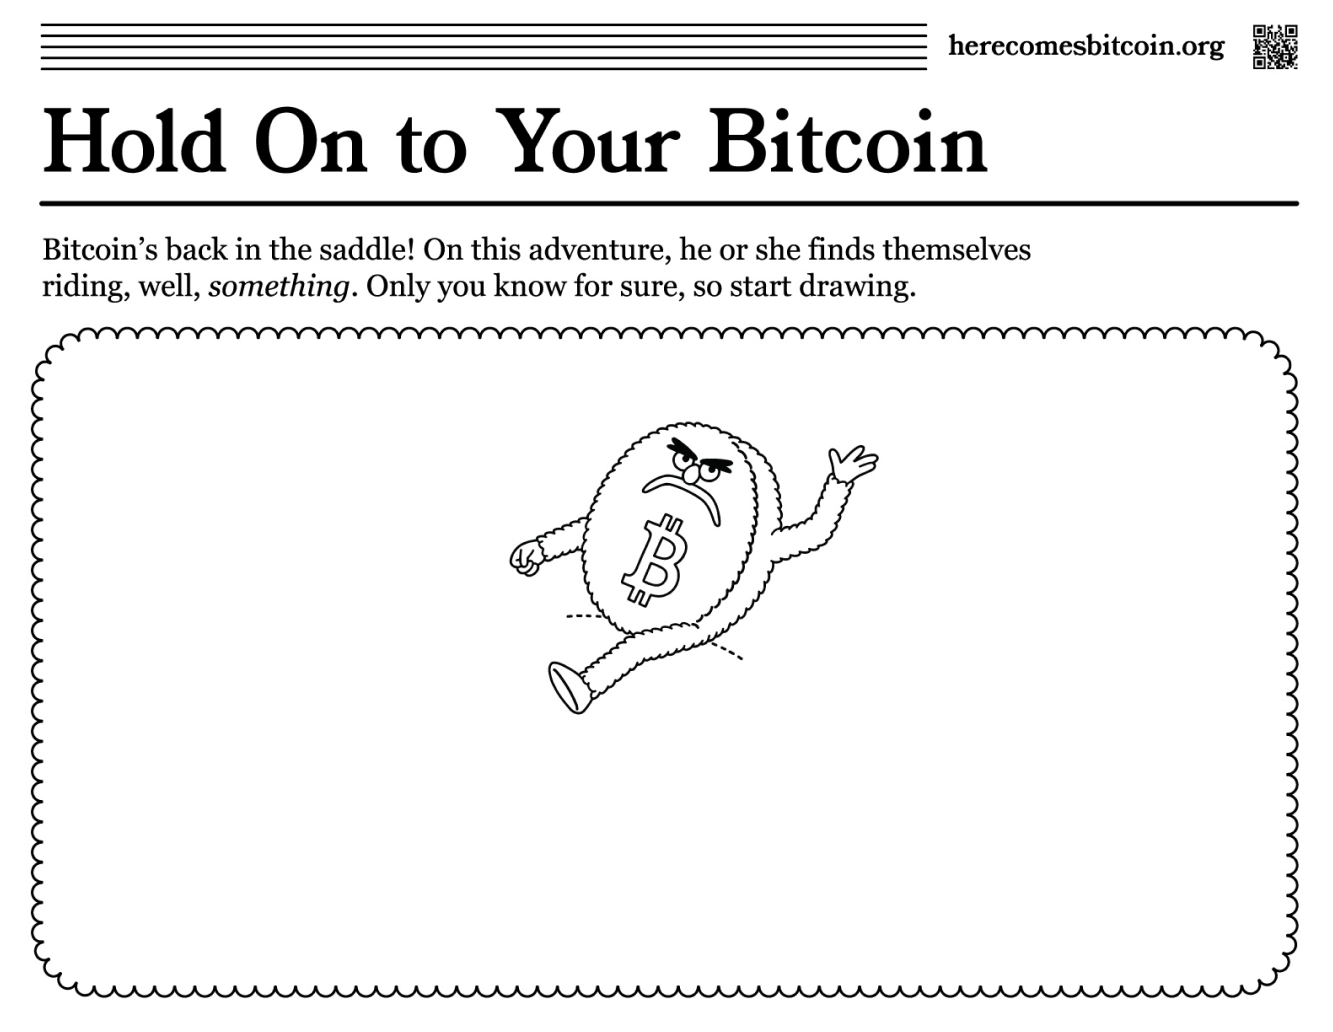 herecomesbitcoin.org
Hold On to Your Bitcoin
Bitcoin’s back in the saddle! On this adventure, he or she finds themselves
riding, well, something. Only you know for sure, so start drawing.
₿